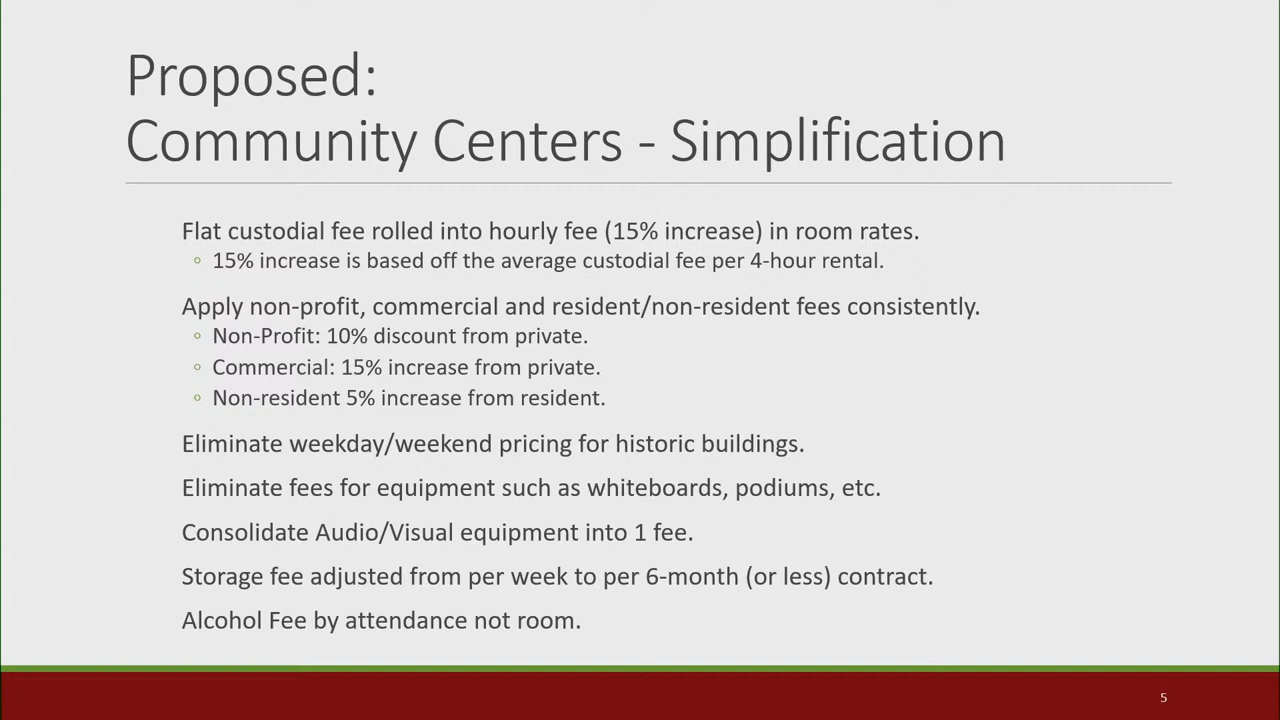 Proposed:
Community Centers - Simplification
Flat custodial fee rolled into hourly fee (15% increase) in room rates.
◦ 15% increase is based off the average custodial fee per 4-hour rental.
Apply non-profit, commercial and resident/non-resident fees consistently.
◦ Non-Profit: 10% discount from private.
◦ Commercial: 15% increase from private.
◦ Non-resident 5% increase from resident.
Eliminate weekday/weekend pricing for historic buildings.
Eliminate fees for equipment such as whiteboards, podiums, etc.
Consolidate Audio/Visual equipment into 1 fee.
Storage fee adjusted from per week to per 6-month (or less) contract.
Alcohol Fee by attendance not room.
5